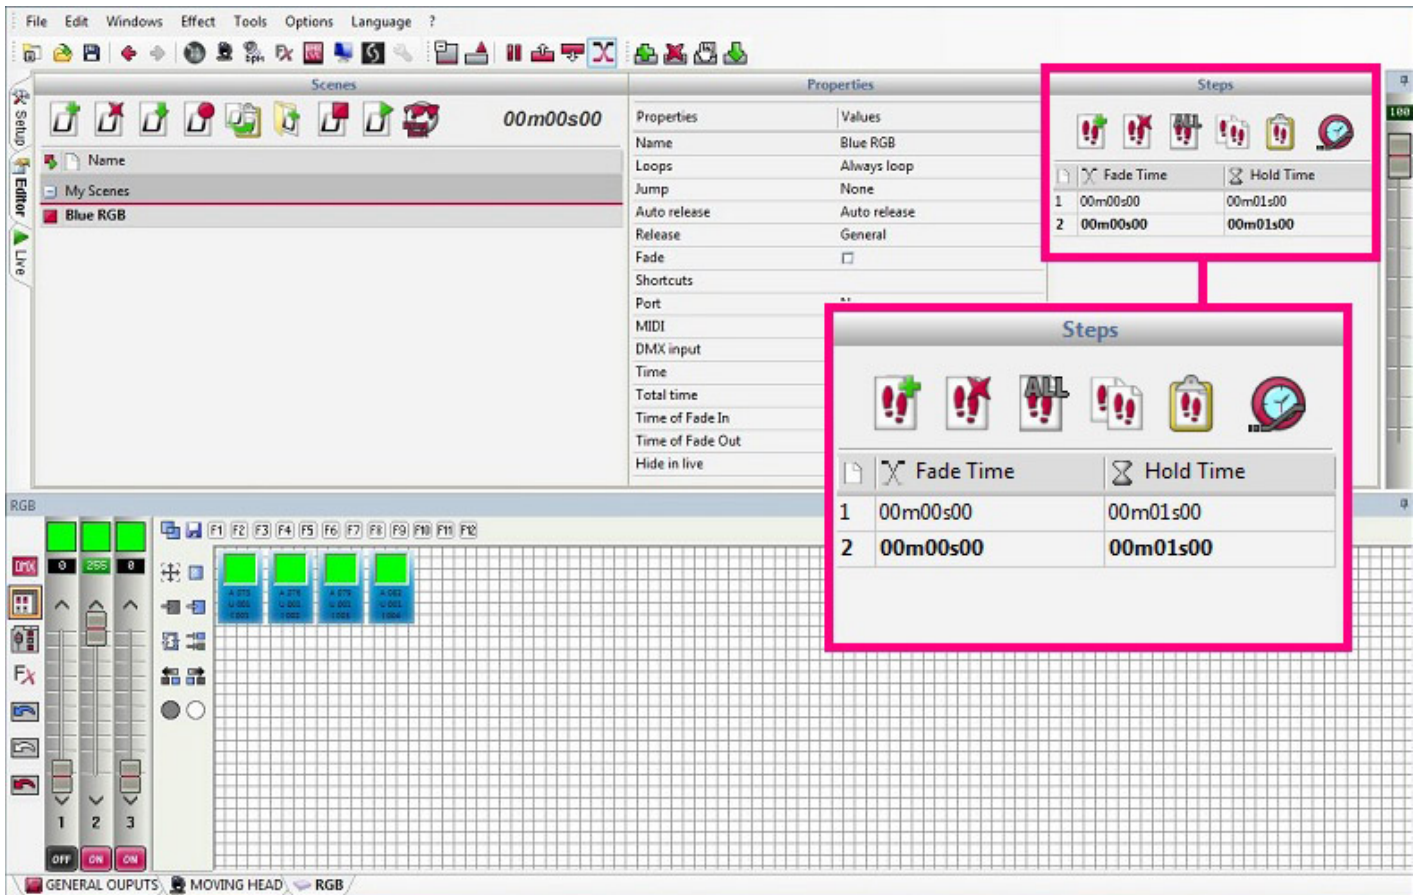 File Edit Windows Effect Tools Options Language ?
Scenes
Properties
Steps
Setup
Editor
Live
00m00s00
Name
My Scenes
Blue RGB
Properties Values
Name Blue RGB
Loops Always loop
Jump None
Auto release Auto release
Release General
Fade
Shortcuts
Port
MIDI
DMX input
Time
Total time
Time of Fade In
Time of Fade Out
Hide in live
ALL
Fade Time Hold Time
1 00m00s00 00m01s00
2 00m00s00 00m01s00
100
Steps
ALL
Fade Time Hold Time
1 00m00s00 00m01s00
2 00m00s00 00m01s00
RGB
F1 F2 F3 F4 F5 F6 F7 F8 F9 F10 F11 F12
DMX
0 255 0
Fx
1 2 3
OFF ON ON
GENERAL OUPUTS MOVING HEAD RGB